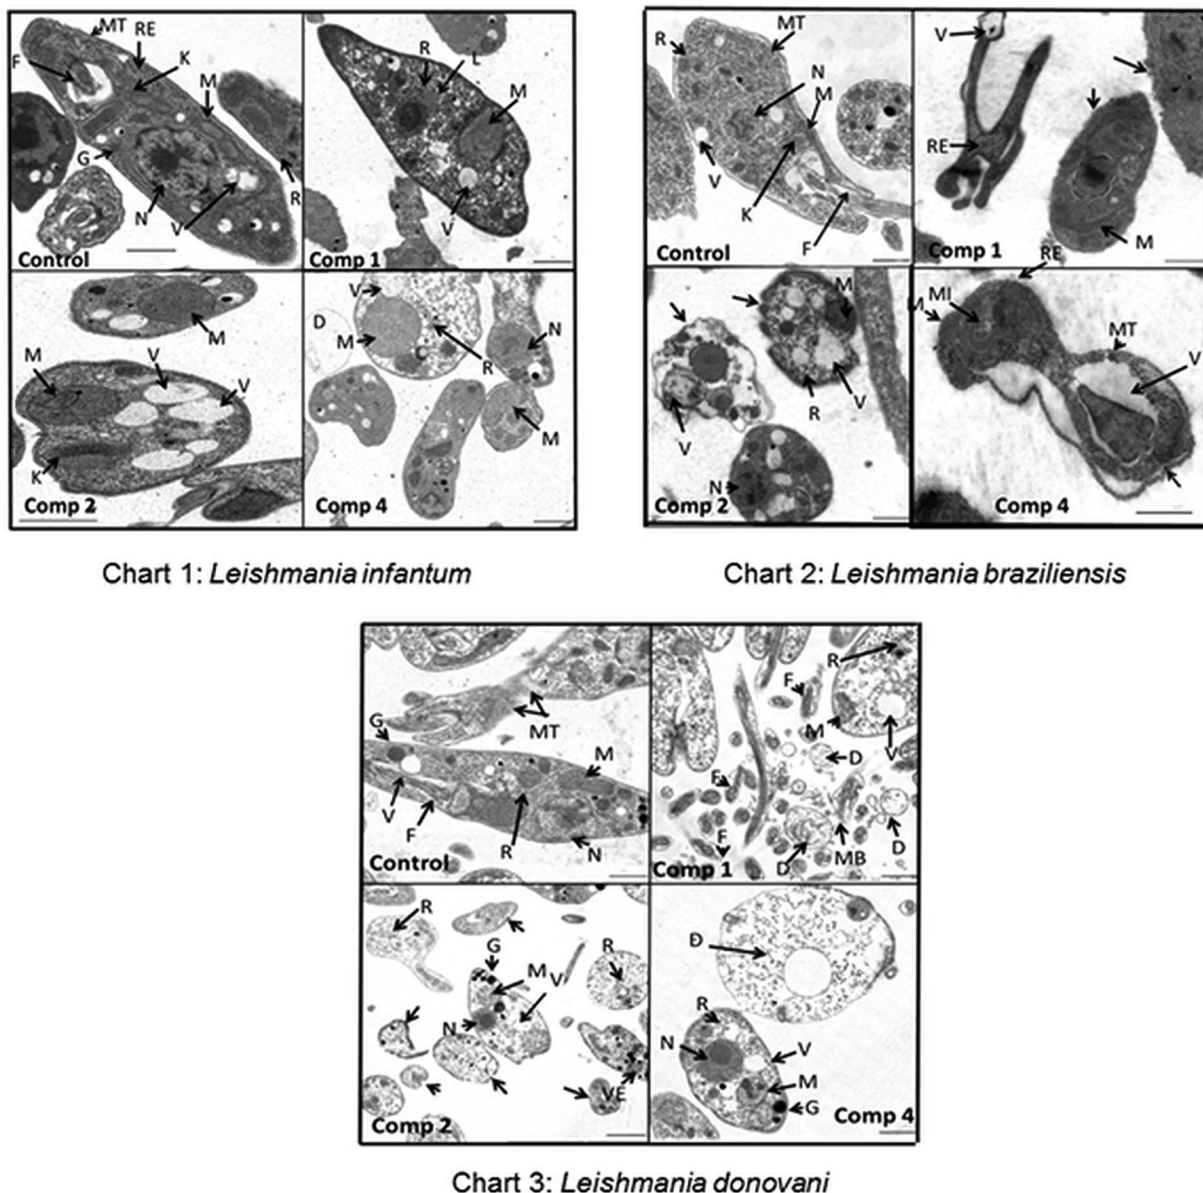 MT RE
F K
M
G
N V R
Control
R L
M
V
Comp 1
M
M V V
K
Comp 2
V
D M N
R
M
Comp 4
R MT
N
M
V
K
F
Control
V
RE
M
Comp 1
M
V R V
N
Comp 2
RE
M MI
MT
V
Comp 4
Chart 1: Leishmania infantum
Chart 2: Leishmania braziliensis
G MT
M
V F
R N
Control
R
F
M D V
F
F D MB D
Comp 1
R
G R
M V
N
VE
Comp 2
D
R
N V
M
G
Comp 4
Chart 3: Leishmania donovani